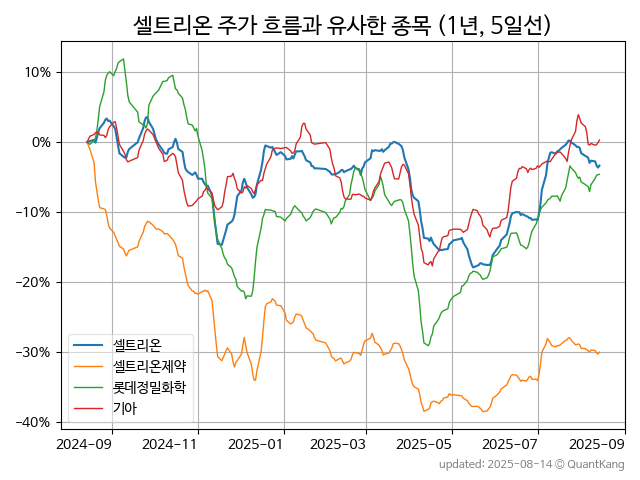 셀트리온 주가 흐름과 유사한 종목 (1년, 5일선)
10%
0%
−10%
−20%
−30%
−40%
셀트리온
셀트리온제약
롯데정밀화학
기아
2024-09 2024-11 2025-01 2025-03 2025-05 2025-07 2025-09
updated: 2025-08-14 © QuantKang